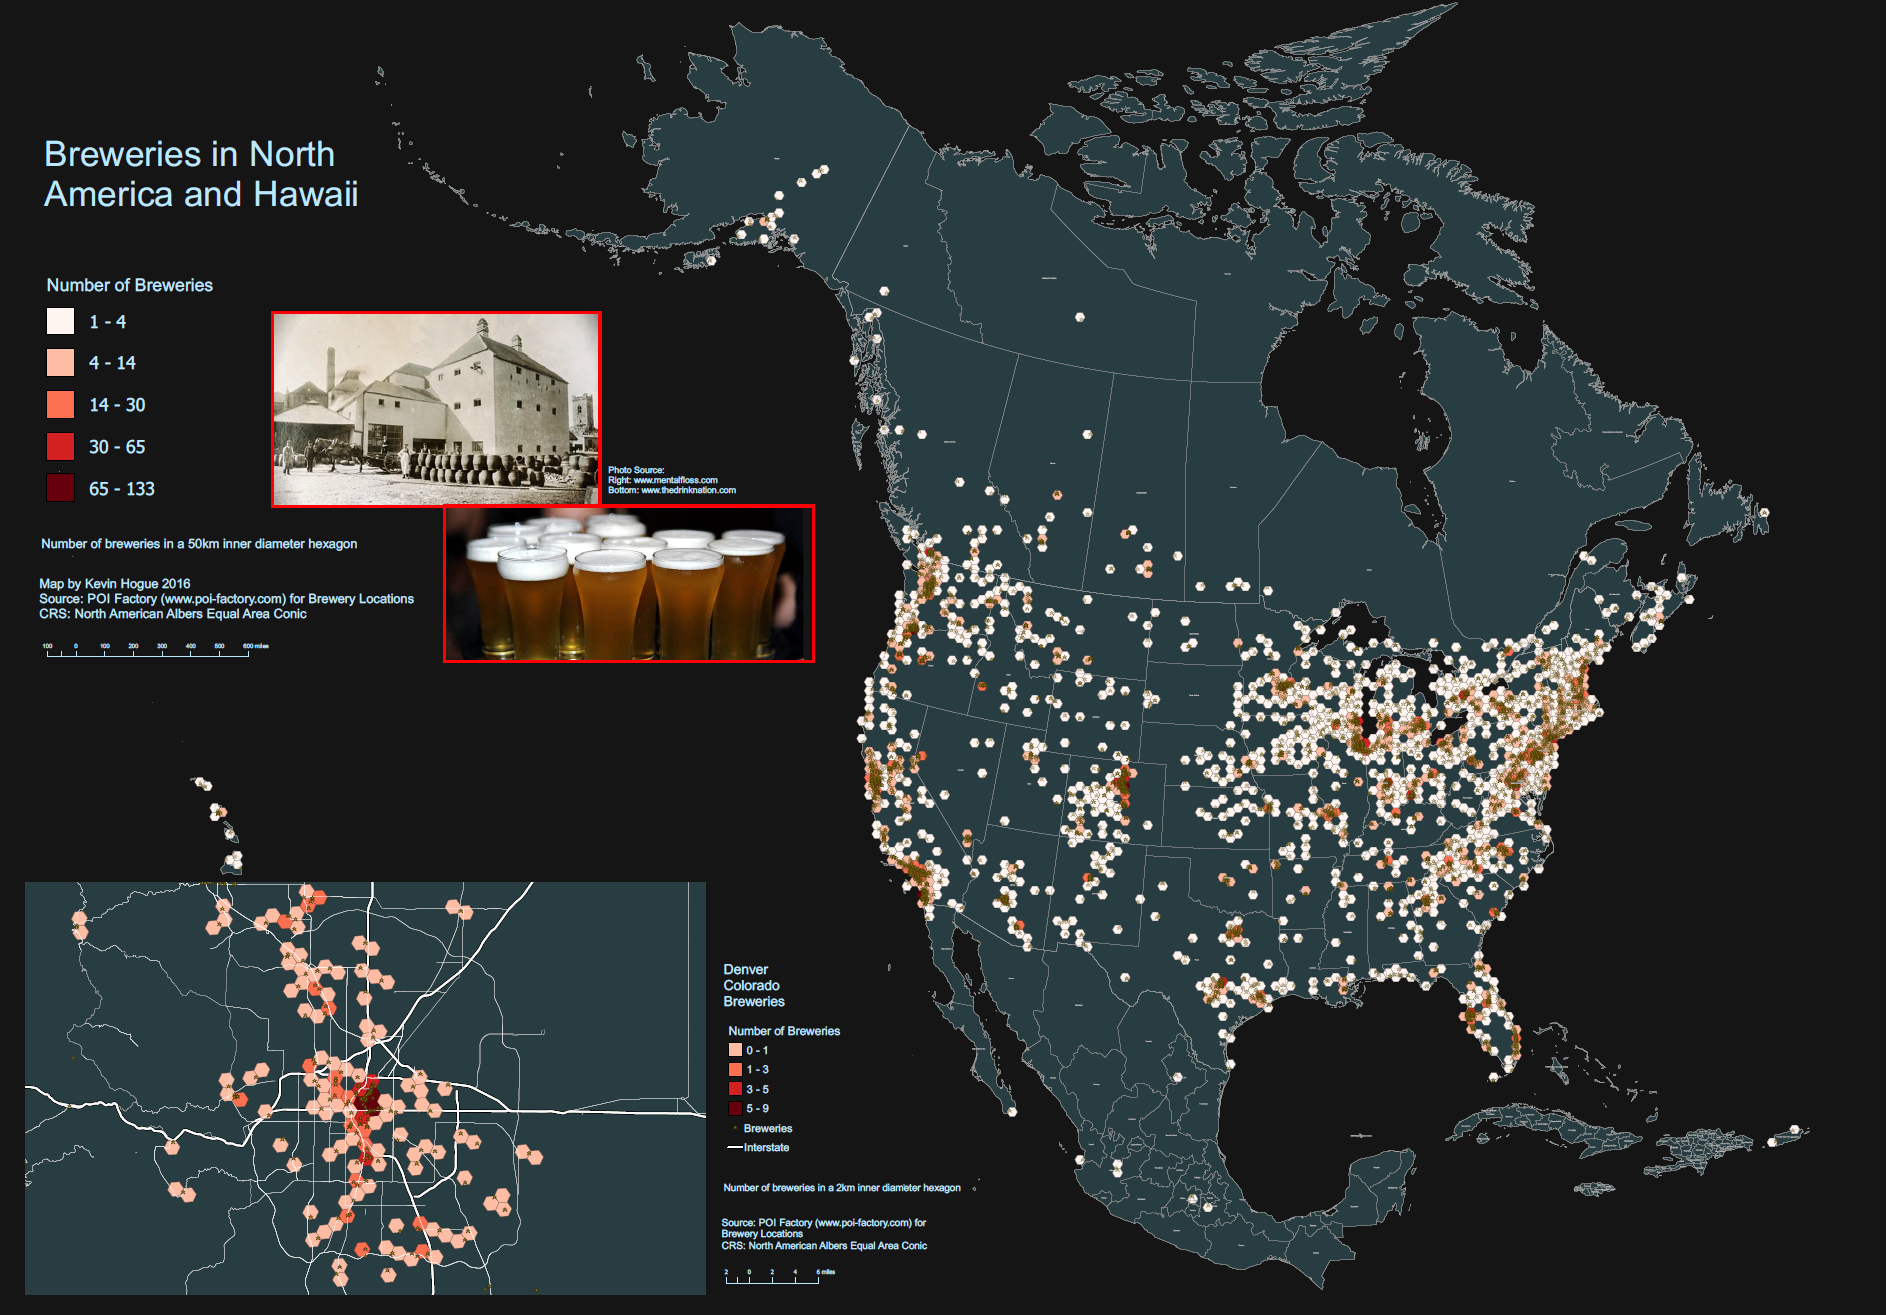 Breweries in North
America and Hawaii
Number of Breweries
1 - 4
4 - 14
14 - 30
30 - 65
65 - 133
Photo Source:
Right: www.mentalfloss.com
Bottom: www.thedrinknation.com
Number of breweries in a 50km inner diameter hexagon
Map by Kevin Hogue 2016
Source: POI Factory (www.poi-factory.com) for Brewery Locations
CRS: North American Albers Equal Area Conic
100 0 100 200 300 400 500 600 miles
Denver
Colorado
Breweries
Number of Breweries
0 - 1
1 - 3
3 - 5
5 - 9
Breweries
Interstate
Number of breweries in a 2km inner diameter hexagon
Source: POI Factory (www.poi-factory.com) for
Brewery Locations
CRS: North American Albers Equal Area Conic
2 0 2 4 6 miles